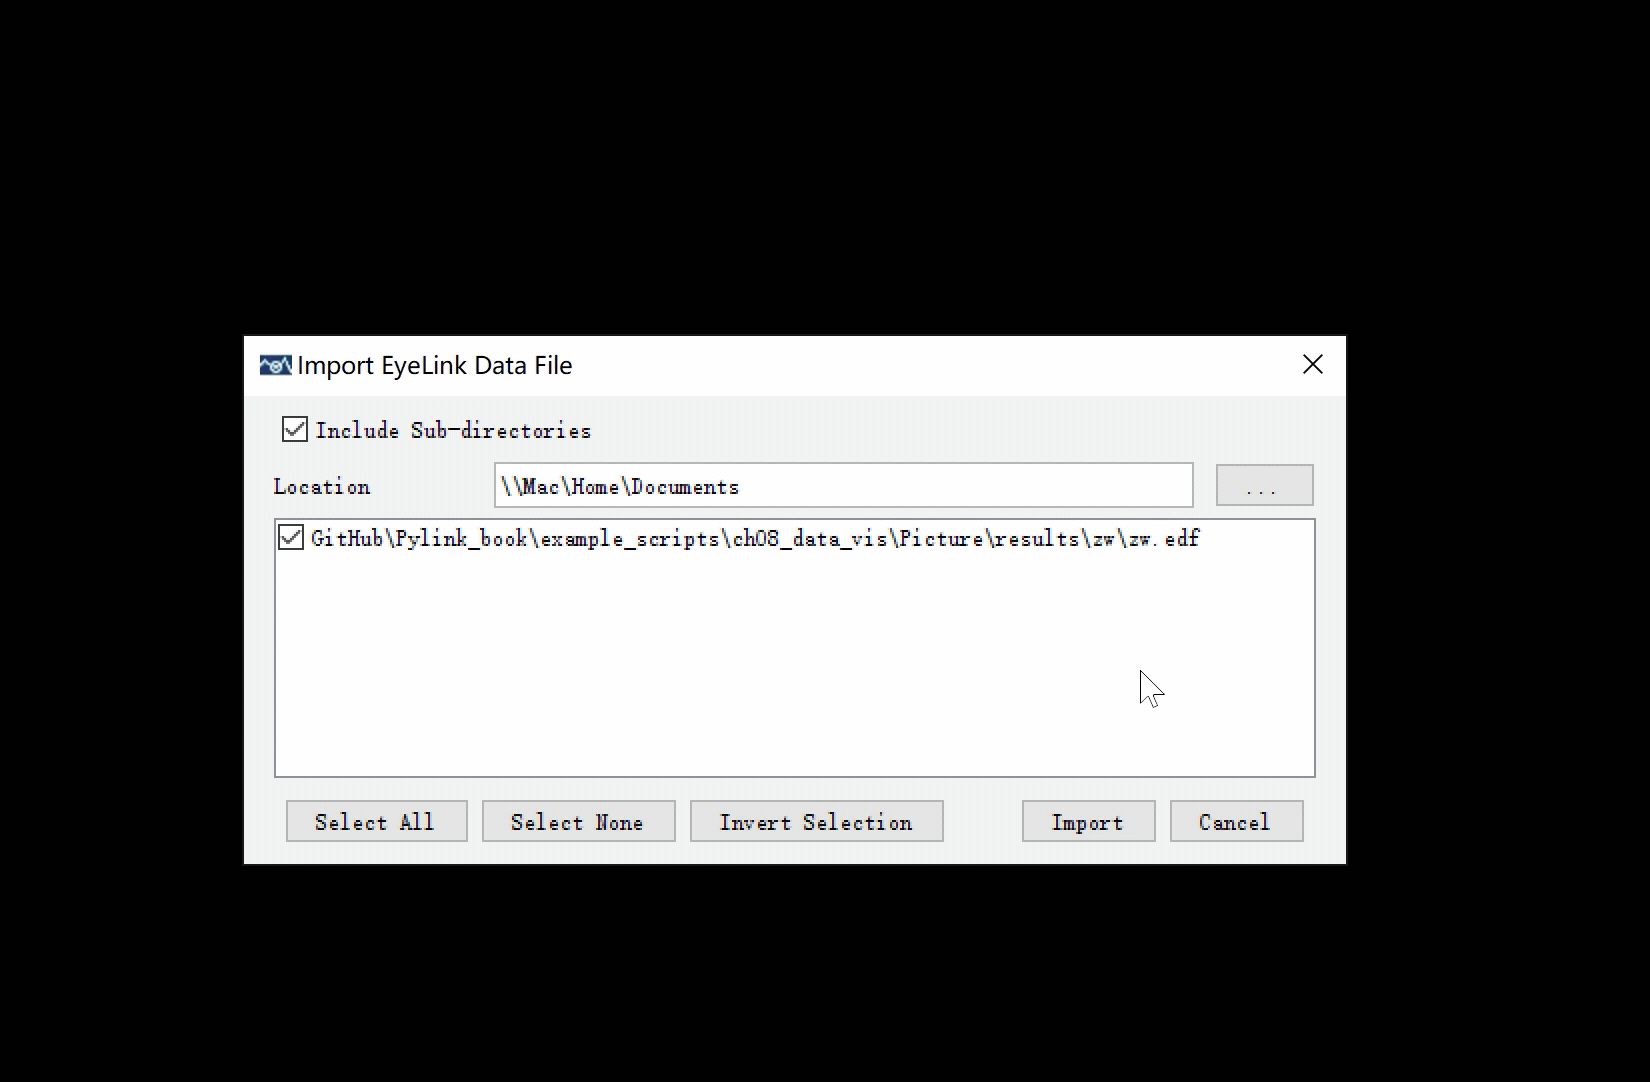 Import EyeLink Data File
Include Sub-directories
Location \\Mac\Home\Documents ...
GitHub\Pylink_book\example_scripts\ch08_data_vis\Picture\results\zw\zw.edf
Select All Select None Invert Selection Import Cancel